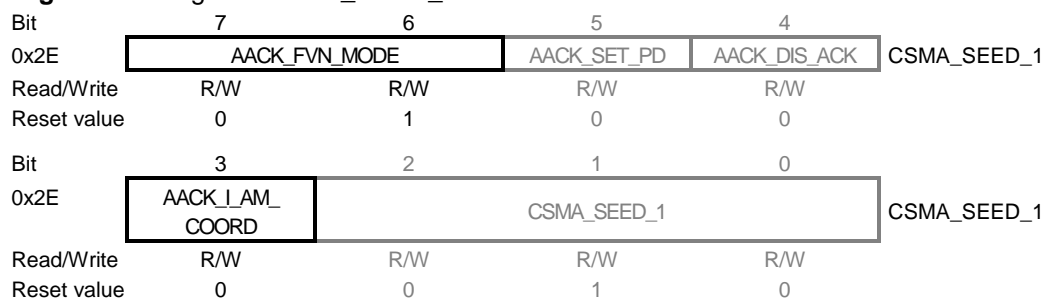 Bit 7 6 5 4
0x2E AACK_FVN_MODE AACK_SET_PD AACK_DIS_ACK CSMA_SEED_1
Read/Write R/W R/W R/W R/W
Reset value 0 1 0 0
Bit 3 2 1 0
0x2E AACK_I_AM_
COORD CSMA_SEED_1 CSMA_SEED_1
Read/Write R/W R/W R/W R/W
Reset value 0 0 1 0